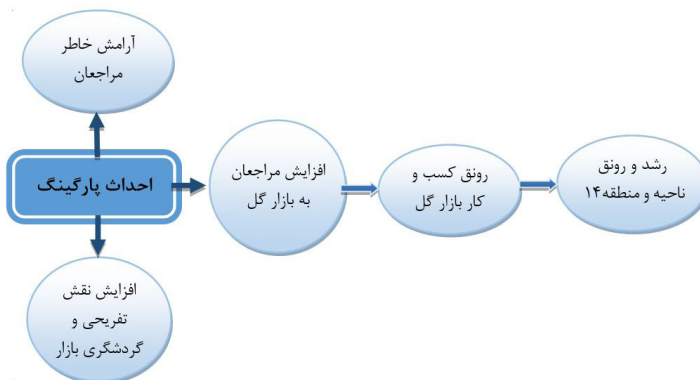 آرامش خاطر
مراجعان
احداث پارگینگ
افزایش مراجعان
به بازار گل
رونق کسب و
کار بازار گل
رشد و رونق
ناحیه و منطقه۱۴
افزایش نقش
تفریحی و
گردشگری بازار